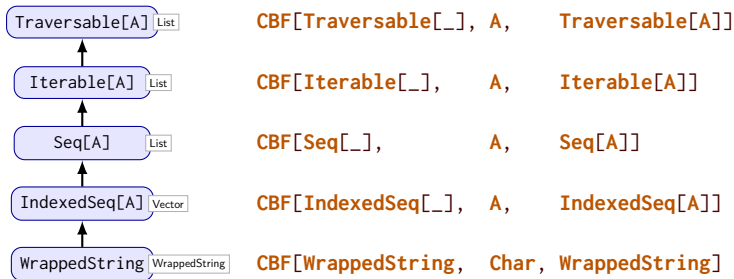 Traversable[A] List CBF[Traversable[_], A, Traversable[A]]
Iterable[A] List CBF[Iterable[_], A, Iterable[A]]
Seq[A] List CBF[Seq[_], A, Seq[A]]
IndexedSeq[A] Vector CBF[IndexedSeq[_], A, IndexedSeq[A]]
WrappedString WrappedString CBF[WrappedString, Char, WrappedString]